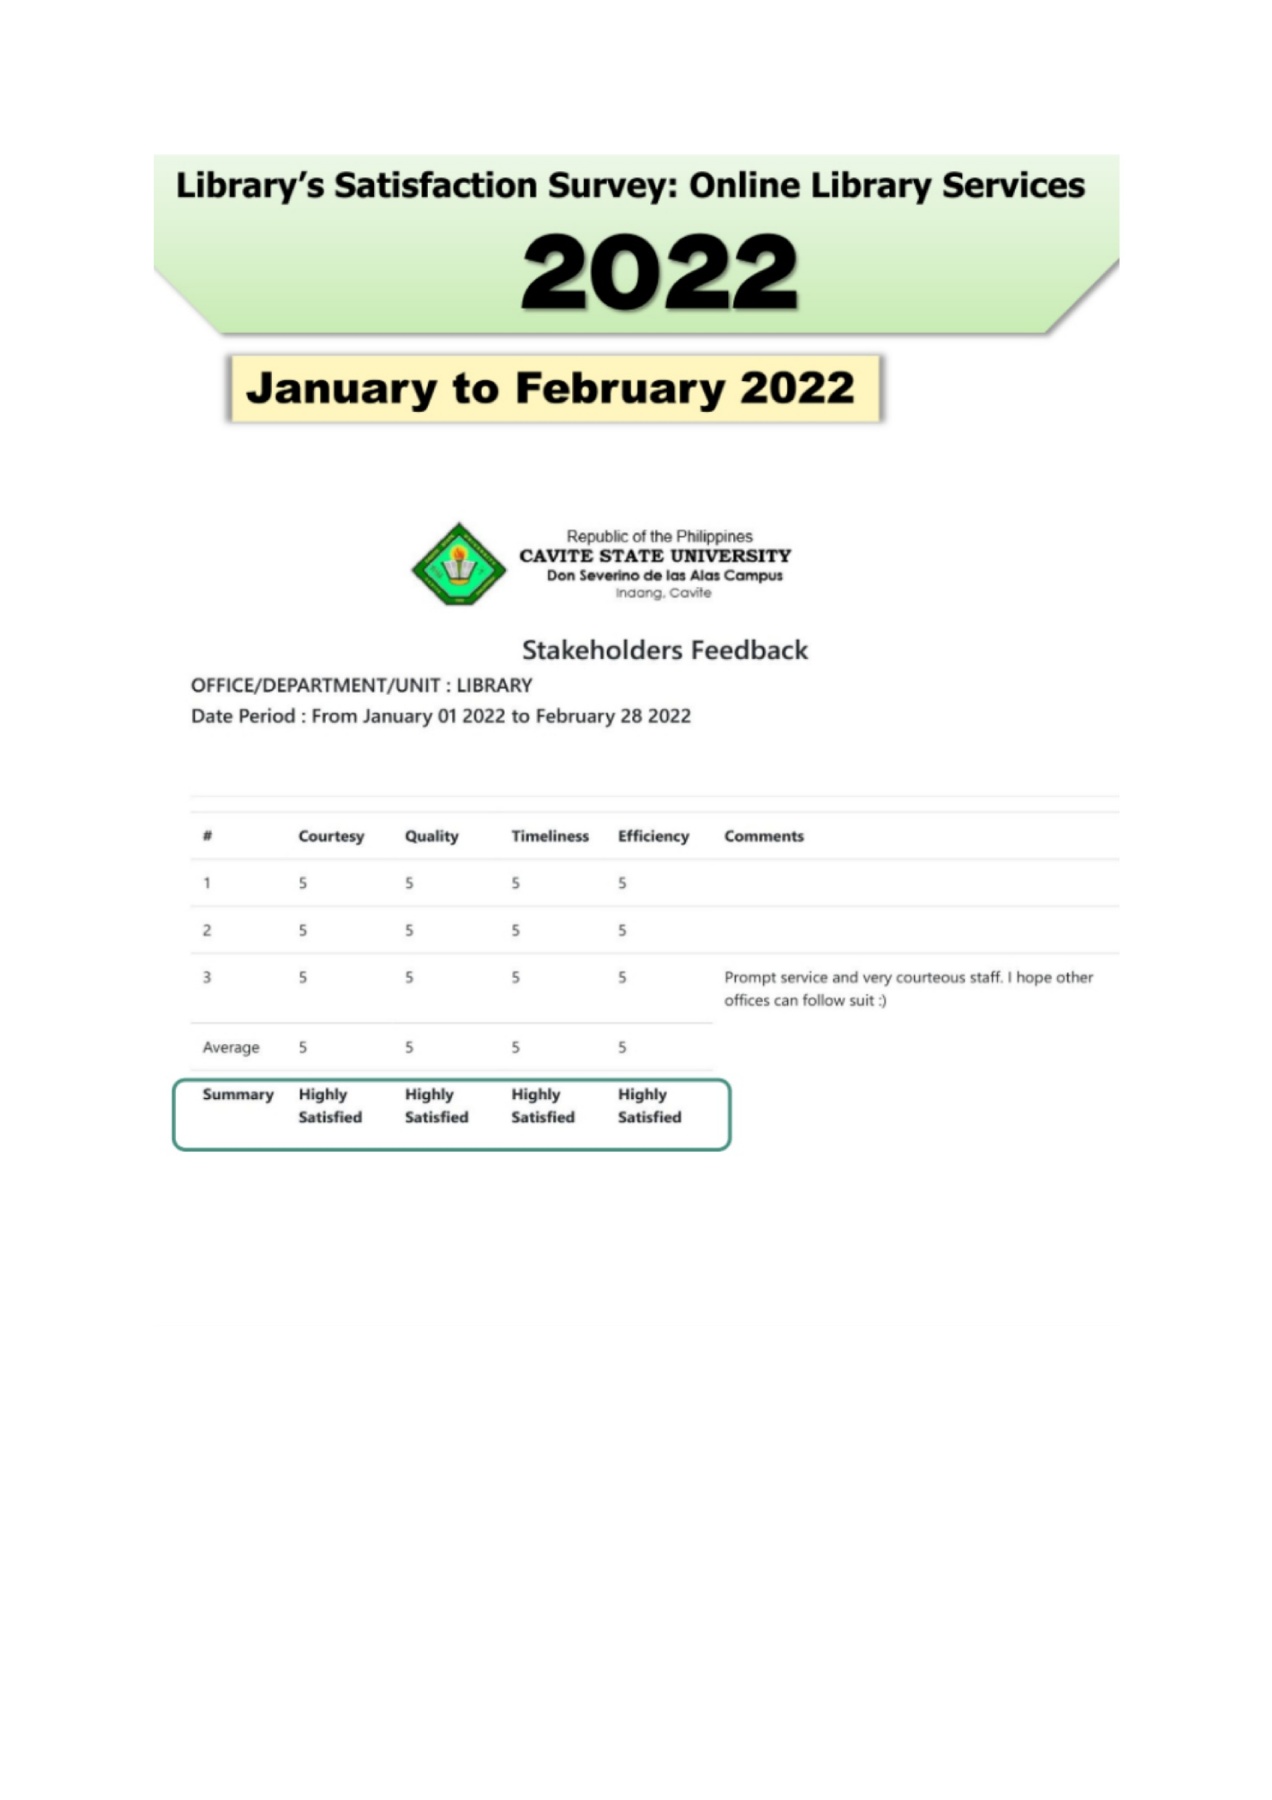 Library's Satisfaction Survey: Online Library Services
2022
January to February 2022
Republic of the Philippines
CAVITE STATE UNIVERSITY
Don Severino de las Alas Campus
Indang, Cavite
Stakeholders Feedback
OFFICE/DEPARTMENT/UNIT : LIBRARY
Date Period : From January 01 2022 to February 28 2022
# Courtesy Quality Timeliness Efficiency Comments
1 5 5 5 5
2 5 5 5 5
3 5 5 5 5 Prompt service and very courteous staff. I hope other
offices can follow suit :)
Average 5 5 5 5
Summary Highly Highly Highly Highly
Satisfied Satisfied Satisfied Satisfied